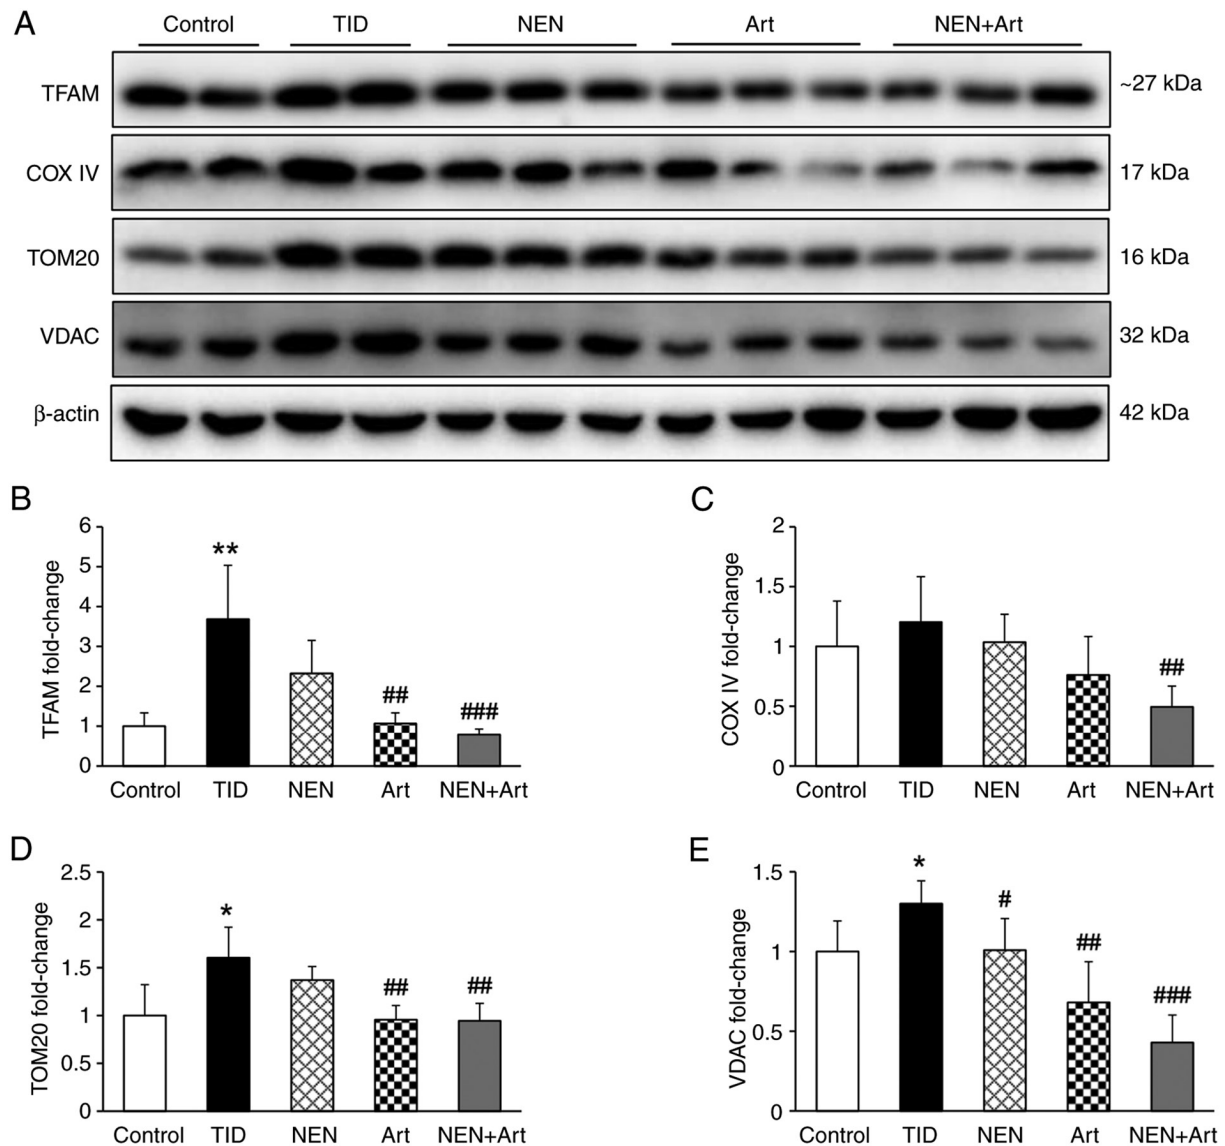 A
Control TID NEN Art NEN+Art
TFAM ~27 kDa
COX IV 17 kDa
TOM20 16 kDa
VDAC 32 kDa
β-actin 42 kDa
B
TFAM fold-change
6
5
4
3
2
1
0
**
##
###
Control TID NEN Art NEN+Art
C
COX IV fold-change
2
1.5
1
0.5
0
##
Control TID NEN Art NEN+Art
D
TOM20 fold-change
2.5
2
1.5
1
0.5
0
*
##
##
Control TID NEN Art NEN+Art
E
VDAC fold-change
1.5
1
0.5
0
*
#
##
###
Control TID NEN Art NEN+Art